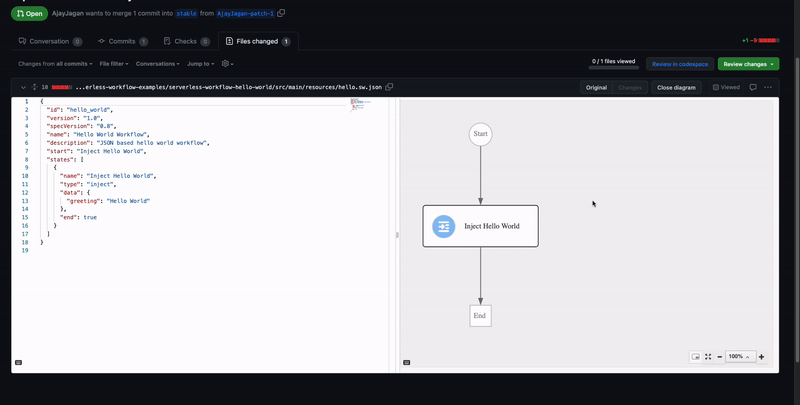 Open AjayJagan wants to merge 1 commit into stable from AjayJagan-patch-1
Conversation 0 Commits 1 Checks 0 Files changed 1
+1 −9
Changes from all commits File filter Conversations Jump to
0 / 1 files viewed
Review in codespace
Review changes
18 ...erless-workflow-examples/serverless-workflow-hello-world/src/main/resources/hello.sw.json
Original Changes Close diagram Viewed
1 {
2 "id": "hello_world",
3 "version": "1.0",
4 "specVersion": "0.8",
5 "name": "Hello World Workflow",
6 "description": "JSON based hello world workflow",
7 "start": "Inject Hello World",
8 "states": [
9 {
10 "name": "Inject Hello World",
11 "type": "inject",
12 "data": {
13 "greeting": "Hello World"
14 },
15 "end": true
16 }
17 ]
18 }
19
Start
Inject Hello World
End
100%